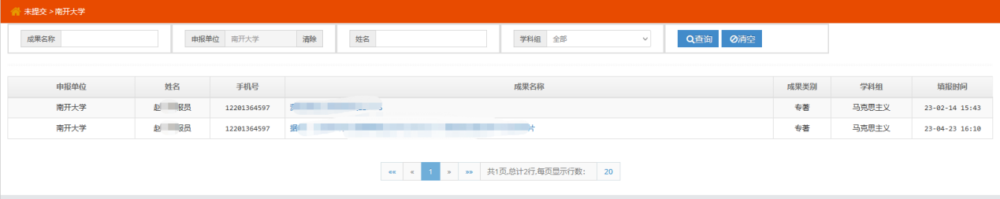 未提交 > 南开大学
成果名称 申报单位 南开大学 清除 姓名 学科组 全部 查询 清空
申报单位 姓名 手机号 成果名称 成果类别 学科组 填报时间
南开大学 赵 报员 12201364597 专著 马克思主义 23-02-14 15:43
南开大学 赵 报员 12201364597 据 片 专著 马克思主义 23-04-23 16:10
«« « 1 » »» 共1页,总计2行,每页显示行数: 20